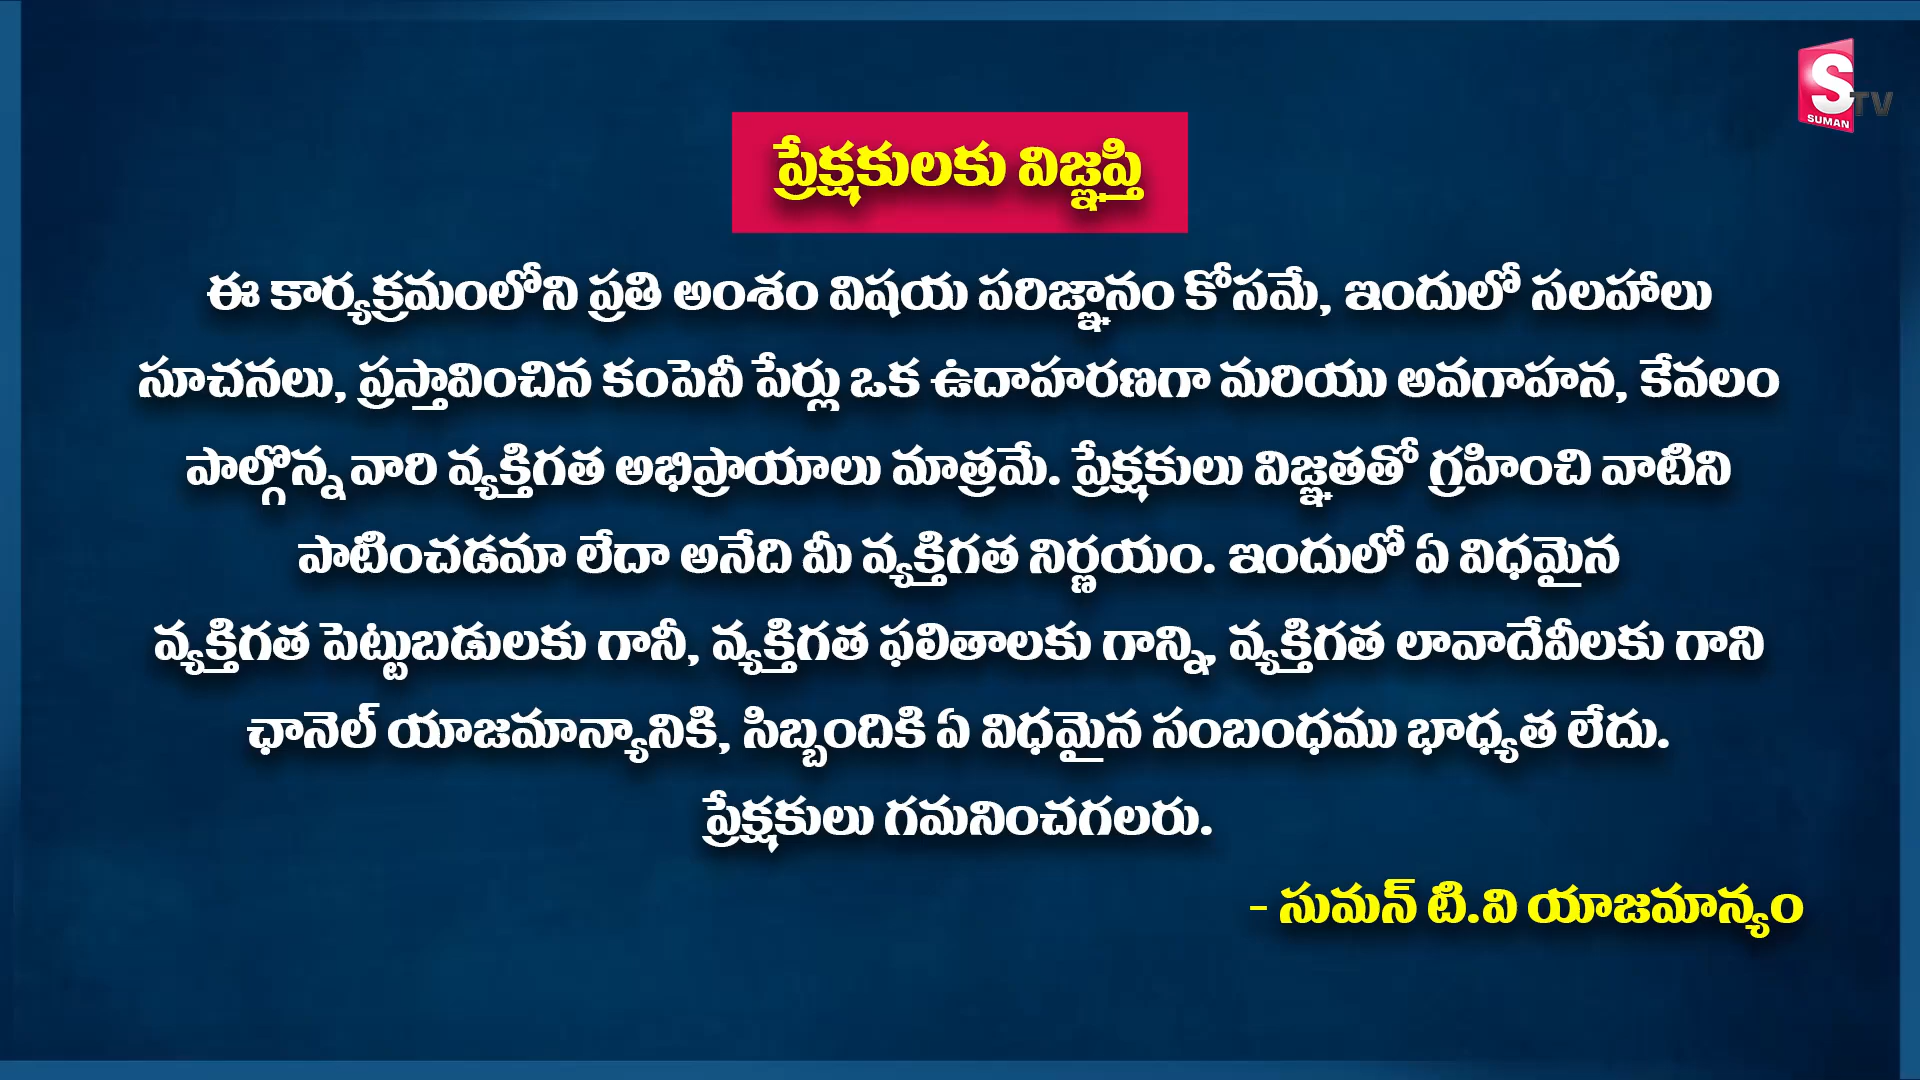 S
TV
SUMAN
ప్రేక్షకులకు విజ్ఞప్తి
ఈ కార్యక్రమంలోని ప్రతి అంశం విషయ పరిజ్ఞానం కోసమే, ఇందులో సలహాలు
సూచనలు, ప్రస్తావించిన కంపెనీ పేర్లు ఒక ఉదాహరణగా మరియు అవగాహన, కేవలం
పాల్గొన్న వారి వ్యక్తిగత అభిప్రాయాలు మాత్రమే. ప్రేక్షకులు విజ్ఞతతో గ్రహించి వాటిని
పాటించడమా లేదా అనేది మీ వ్యక్తిగత నిర్ణయం. ఇందులో ఏ విధమైన
వ్యక్తిగత పెట్టుబడులకు గానీ, వ్యక్తిగత ఫలితాలకు గాన్ని, వ్యక్తిగత లావాదేవీలకు గాని
ఛానెల్ యాజమాన్యానికి, సిబ్బందికి ఏ విధమైన సంబంధము భాధ్యత లేదు.
ప్రేక్షకులు గమనించగలరు.
- సుమన్ టి.వి యాజమాన్యం